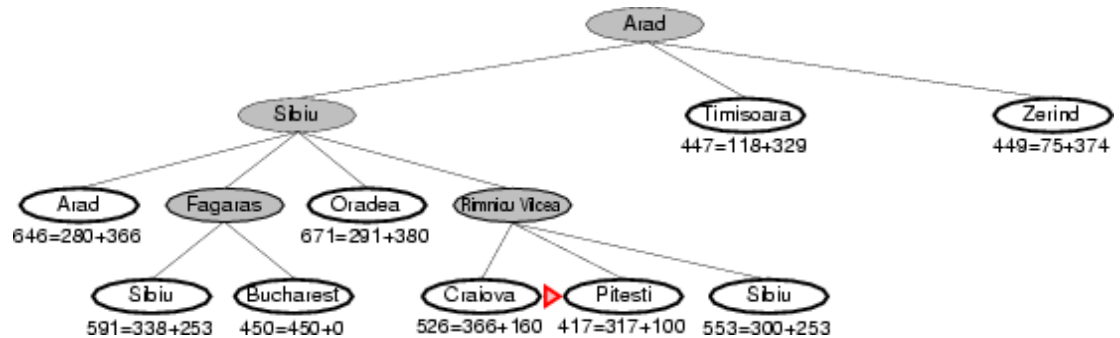 Arad
Sibiu Timisoara Zerind
447=118+329 449=75+374
Arad Fagaras Oradea Rimnicu Vilcea
646=280+366 671=291+380
Sibiu Bucharest Craiova Pitesti Sibiu
591=338+253 450=450+0 526=366+160 417=317+100 553=300+253